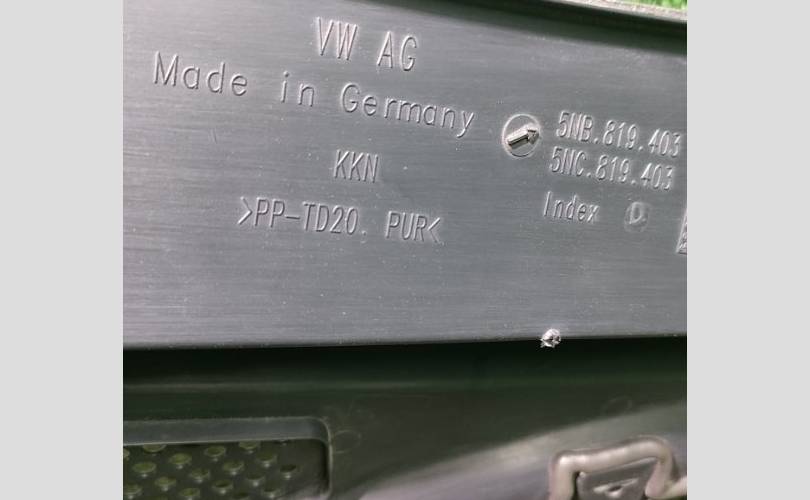 VW AG
Made in Germany
KKN
>PP-TD20. PUR<
5NB.819.403
5NC.819.403
Index D